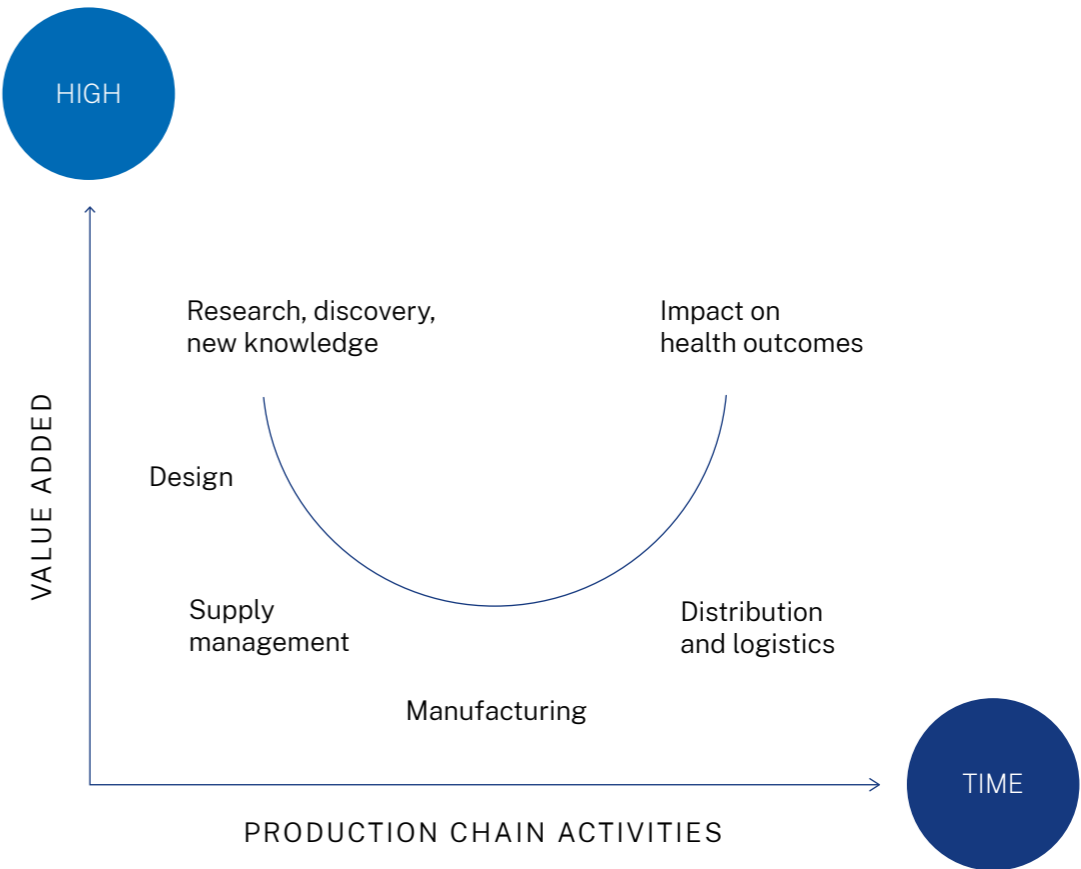 HIGH
Research, discovery,
new knowledge
Impact on
health outcomes
VALUE ADDED
Design
Supply
management
Distribution
and logistics
Manufacturing
TIME
PRODUCTION CHAIN ACTIVITIES